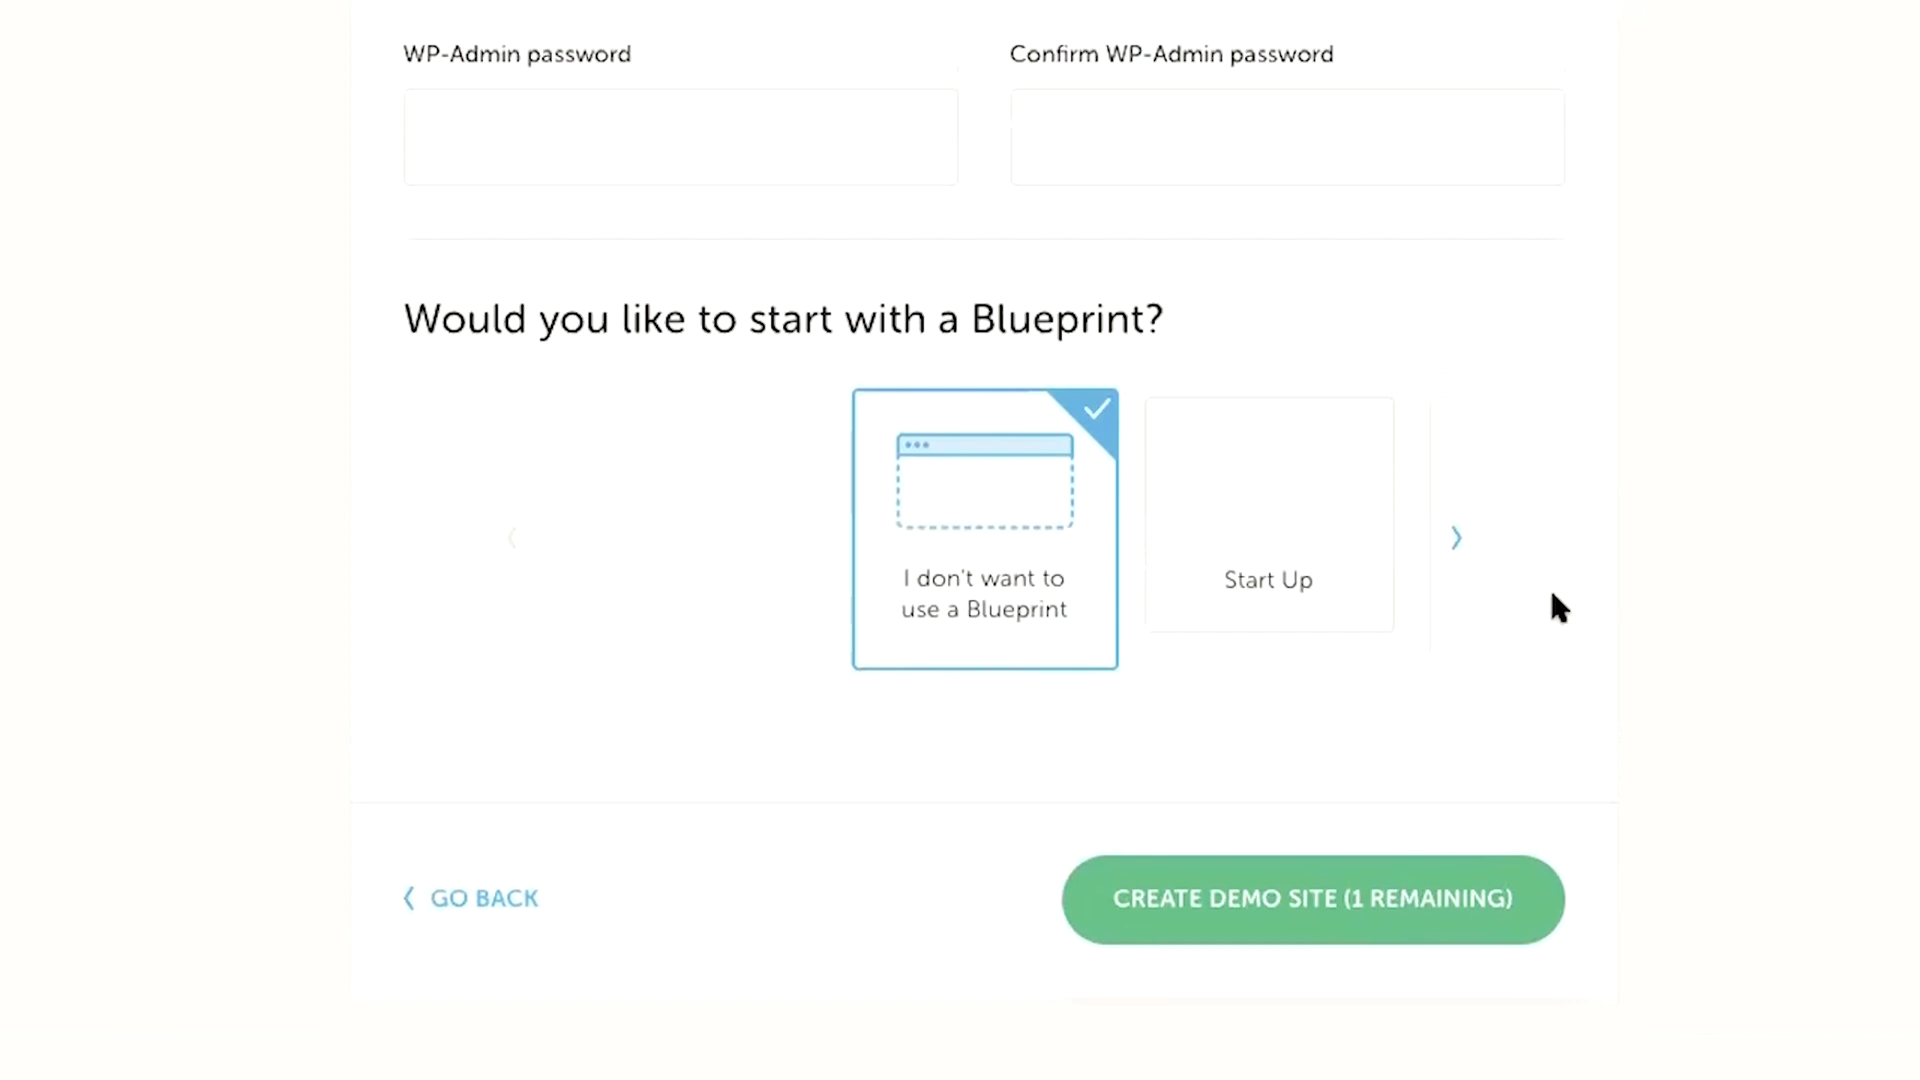 WP-Admin password
Confirm WP-Admin password
Would you like to start with a Blueprint?
I don't want to
use a Blueprint
Start Up
GO BACK
CREATE DEMO SITE (1 REMAINING)